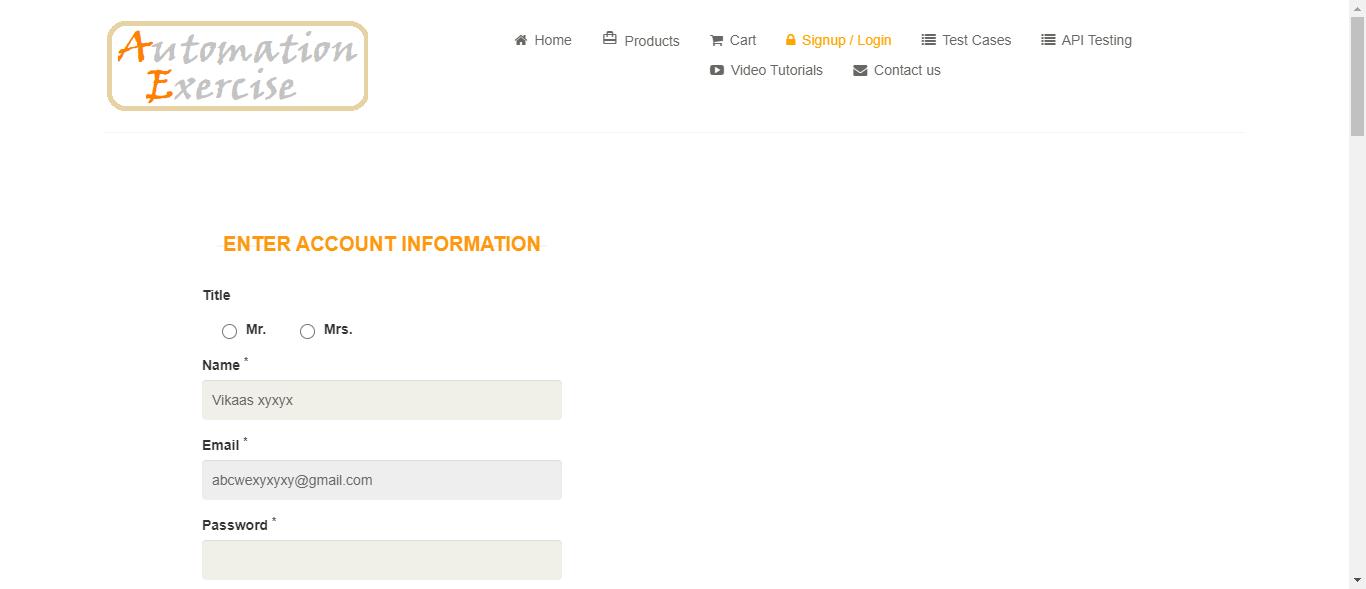 Automation
Exercise
Home Products Cart Signup / Login Test Cases API Testing
Video Tutorials Contact us
ENTER ACCOUNT INFORMATION
Title
Mr. Mrs.
Name *
Vikaas xyxyx
Email *
abcwexyxyxy@gmail.com
Password *